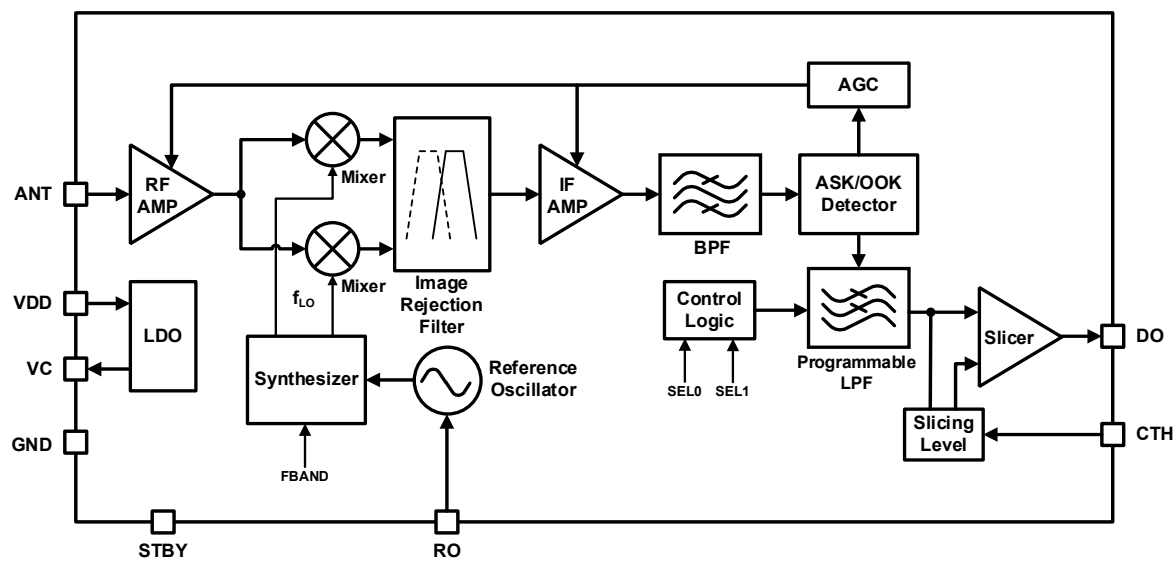 AGC
ANT
RF
AMP
Mixer
IF
AMP
ASK/OOK
Detector
BPF
Mixer
Image
Rejection
Filter
fLO
VDD
LDO
VC
Control
Logic
SEL0
SEL1
Programmable
LPF
Slicer
DO
Synthesizer
Reference
Oscillator
Slicing
Level
CTH
GND
FBAND
STBY
RO